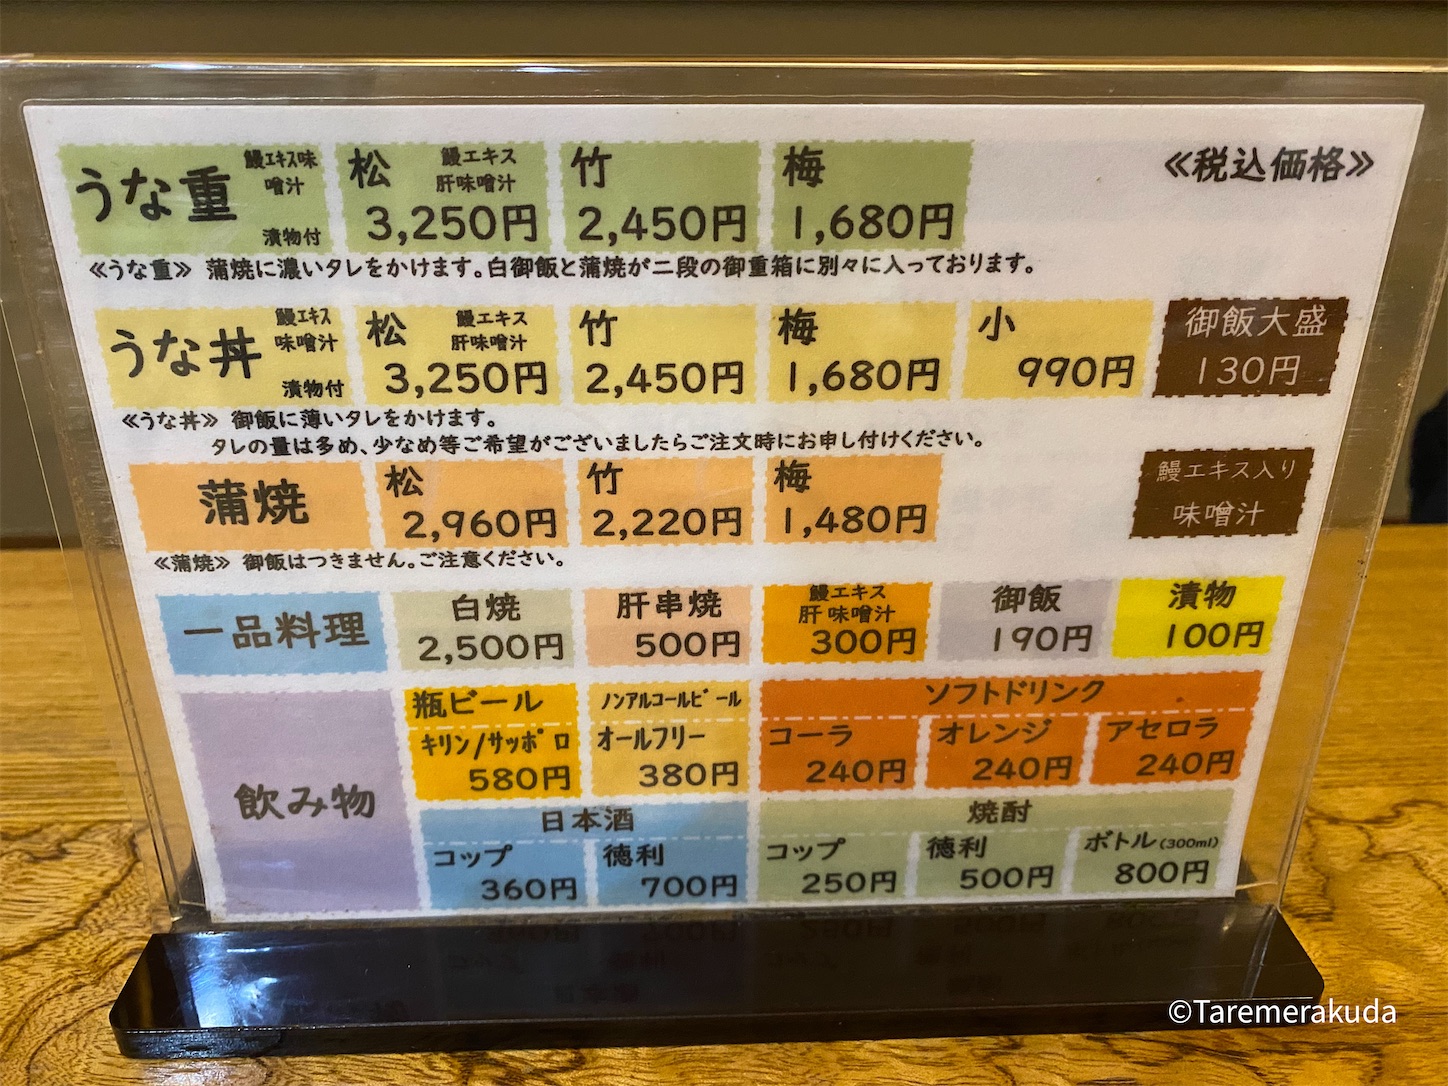 うな重
鰻エキス味
噌汁
漬物付
松
鰻エキス
肝味噌汁
3,250円
竹
2,450円
梅
1,680円
≪税込価格≫
≪うな重≫ 蒲焼に濃いタレをかけます。白御飯と蒲焼が二段の御重箱に別々に入っております。
うな丼
鰻エキス
味噌汁
漬物付
松
鰻エキス
肝味噌汁
3,250円
竹
2,450円
梅
1,680円
小
990円
御飯大盛
130円
≪うな丼≫ 御飯に薄いタレをかけます。
タレの量は多め、少なめ等ご希望がございましたらご注文時にお申し付けください。
蒲焼
松
2,960円
竹
2,220円
梅
1,480円
鰻エキス入り
味噌汁
≪蒲焼≫ 御飯はつきません。ご注意ください。
一品料理
白焼
2,500円
肝串焼
500円
鰻エキス
肝味噌汁
300円
御飯
190円
漬物
100円
飲み物
瓶ビール
キリン/サッポロ
580円
ノンアルコールビール
オールフリー
380円
ソフトドリンク
コーラ
240円
オレンジ
240円
アセロラ
240円
日本酒
コップ
360円
徳利
700円
焼酎
コップ
250円
徳利
500円
ボトル(300ml)
800円
©Taremerakuda